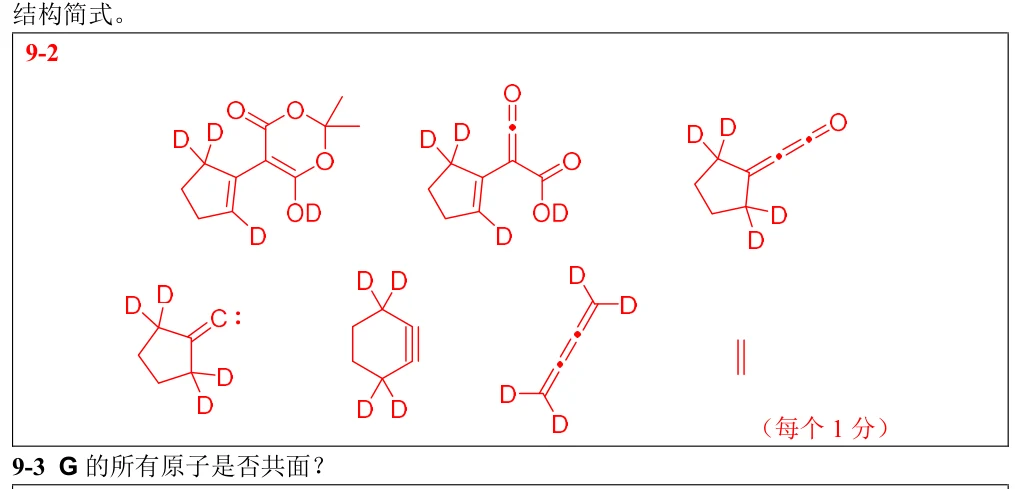 结构简式。
9-2
O O D D O OD D
O D D O OD D
D D O D D
D D C: D D
D D D D
D D D D
（每个 1 分）
9-3 G 的所有原子是否共面？